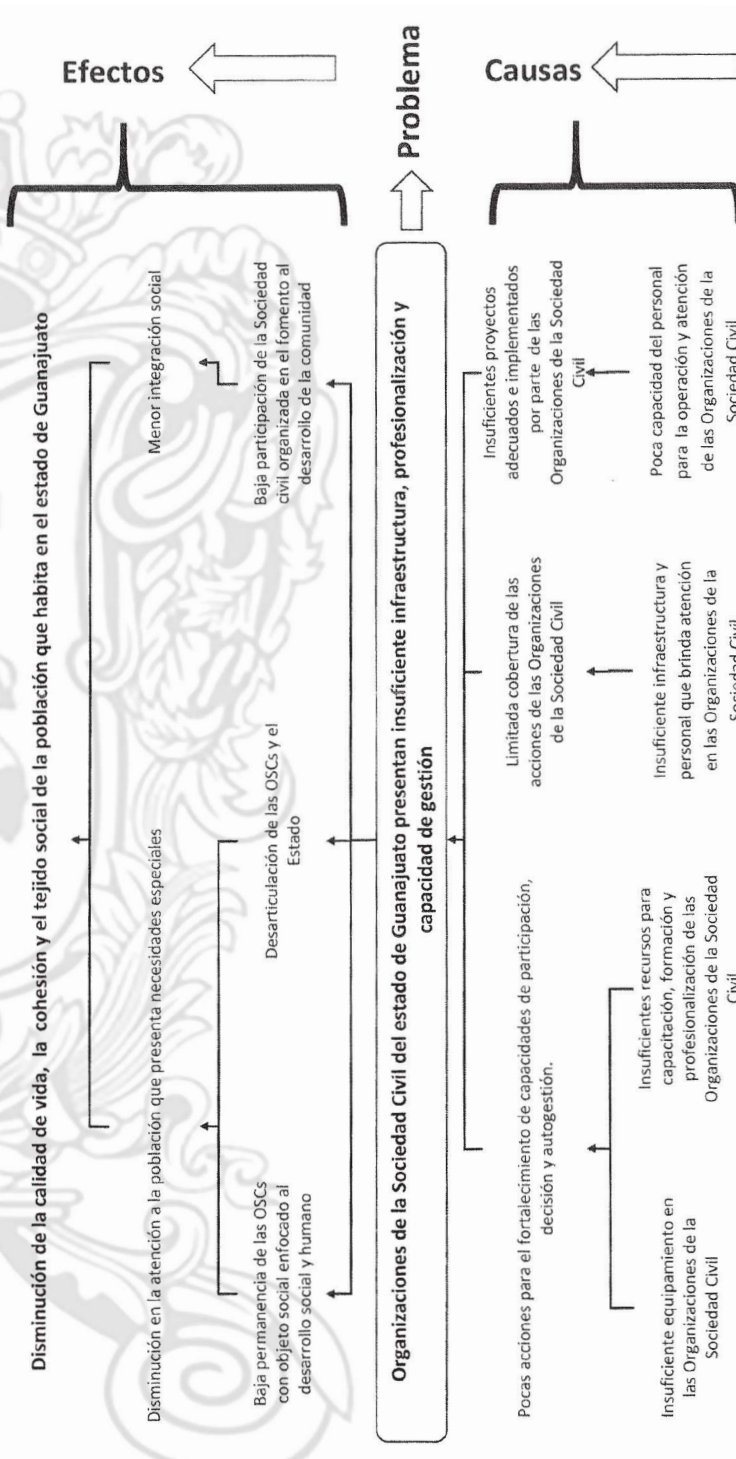 Disminución de la calidad de vida, la cohesión y el tejido social de la población que habita en el estado de Guanajuato
Efectos
Disminución en la atención a la población que presenta necesidades especiales
Menor integración social
Baja permanencia de las OSCs
con objeto social enfocado al
desarrollo social y humano
Desarticulación de las OSCs y el
Estado
Baja participación de la Sociedad
civil organizada en el fomento al
desarrollo de la comunidad
Organizaciones de la Sociedad Civil del estado de Guanajuato presentan insuficiente infraestructura, profesionalización y
capacidad de gestión
Problema
Pocas acciones para el fortalecimiento de capacidades de participación,
decisión y autogestión.
Limitada cobertura de las
acciones de las Organizaciones
de la Sociedad Civil
Insuficientes proyectos
adecuados e implementados
por parte de las
Organizaciones de la Sociedad
Civil
Causas
Insuficiente equipamiento en
las Organizaciones de la
Sociedad Civil
Insuficientes recursos para
capacitación, formación y
profesionalización de las
Organizaciones de la Sociedad
Civil
Insuficiente infraestructura y
personal que brinda atención
en las Organizaciones de la
Sociedad Civil
Poca capacidad del personal
para la operación y atención
de las Organizaciones de la
Sociedad Civil